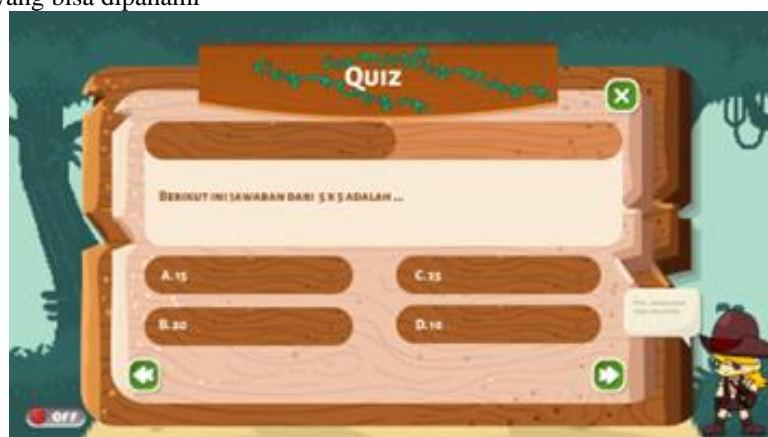 yang bisa dipahami
QUIZ
BERIKUT INI JAWABAN DARI 5 X 5 ADALAH ...
A. 15
C. 25
B. 20
D. 10
OFF